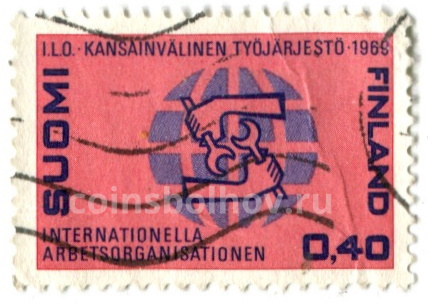 I.L.O. · KANSAINVÄLINEN TYÖJÄRJESTÖ · 1969
SUOMI
FINLAND
coinsbolhov.ru
INTERNATIONELLA
ARBETSORGANISATIONEN
0,40